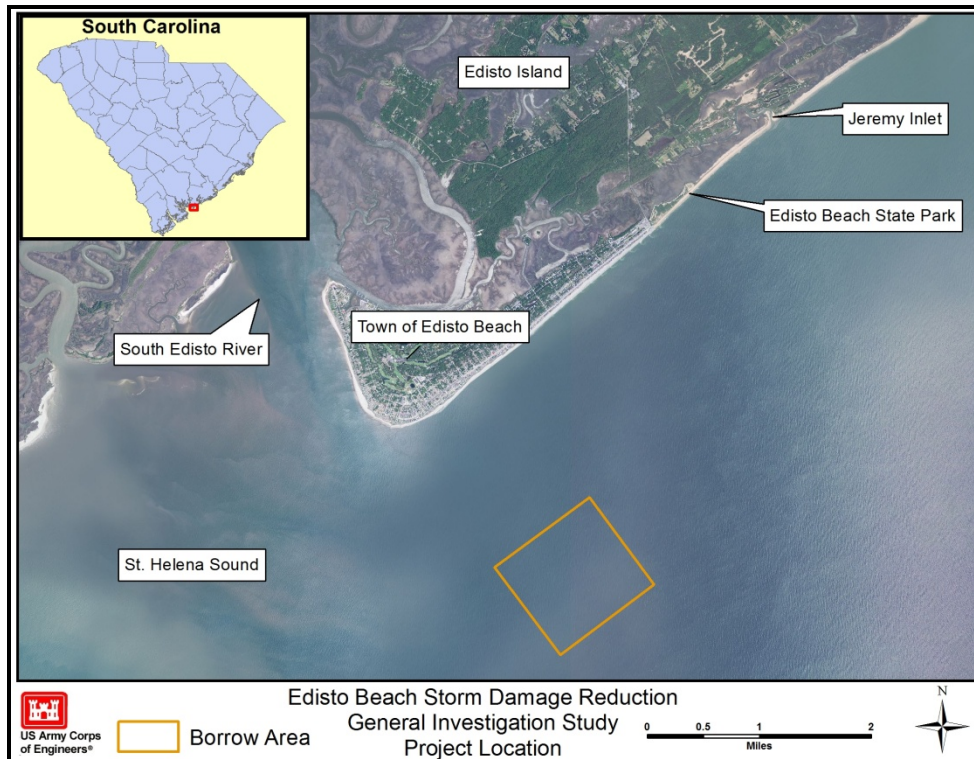 South Carolina
Edisto Island
Jeremy Inlet
Edisto Beach State Park
Town of Edisto Beach
South Edisto River
St. Helena Sound
US Army Corps
of Engineers®
Borrow Area
Edisto Beach Storm Damage Reduction
General Investigation Study
Project Location
0 0.5 1 2
Miles
N